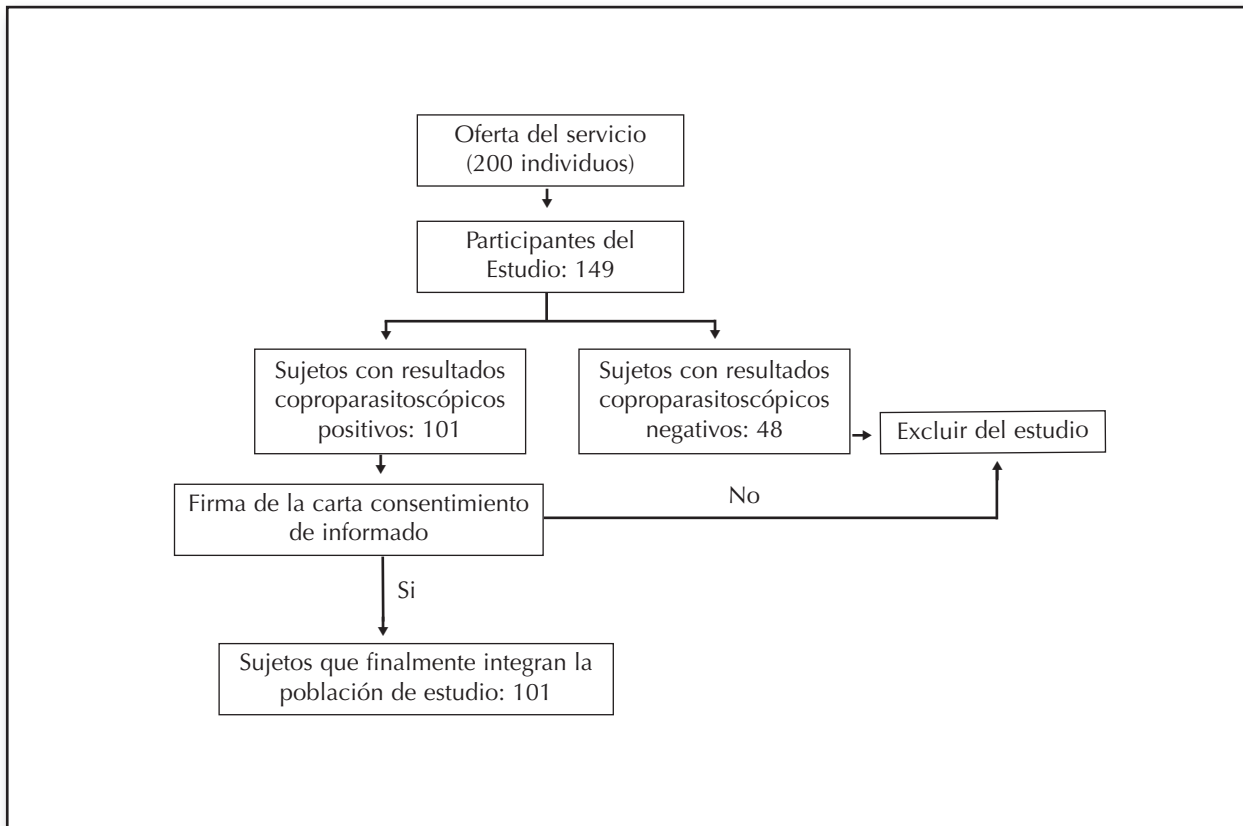 Oferta del servicio
(200 individuos)
Participantes del
Estudio: 149
Sujetos con resultados
coproparasitoscópicos
positivos: 101
Sujetos con resultados
coproparasitoscópicos
negativos: 48
Excluir del estudio
Firma de la carta consentimiento
de informado
No
Si
Sujetos que finalmente integran la
población de estudio: 101